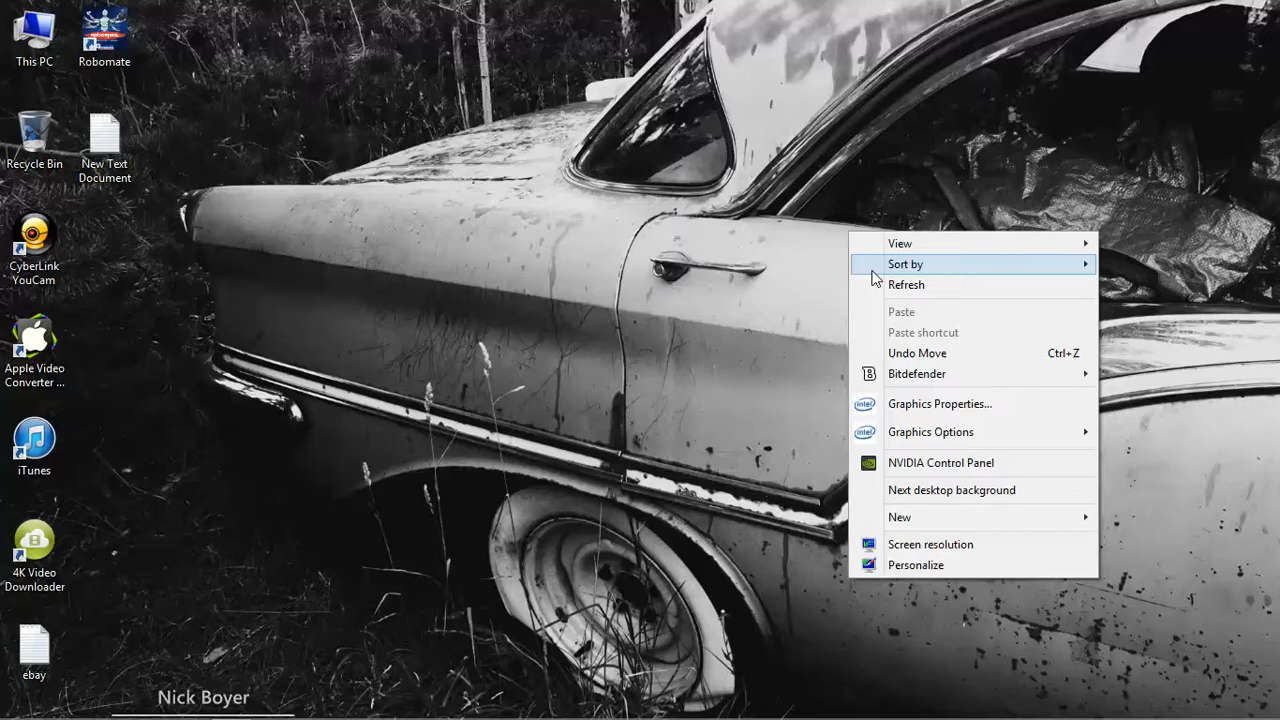 This PC
Robomate
Recycle Bin
New Text
Document
CyberLink
YouCam
Apple Video
Converter ...
iTunes
4K Video
Downloader
ebay
Nick Boyer
View
Sort by
Refresh
Paste
Paste shortcut
Undo Move Ctrl+Z
Bitdefender
intel Graphics Properties...
intel Graphics Options
NVIDIA Control Panel
Next desktop background
New
Screen resolution
Personalize